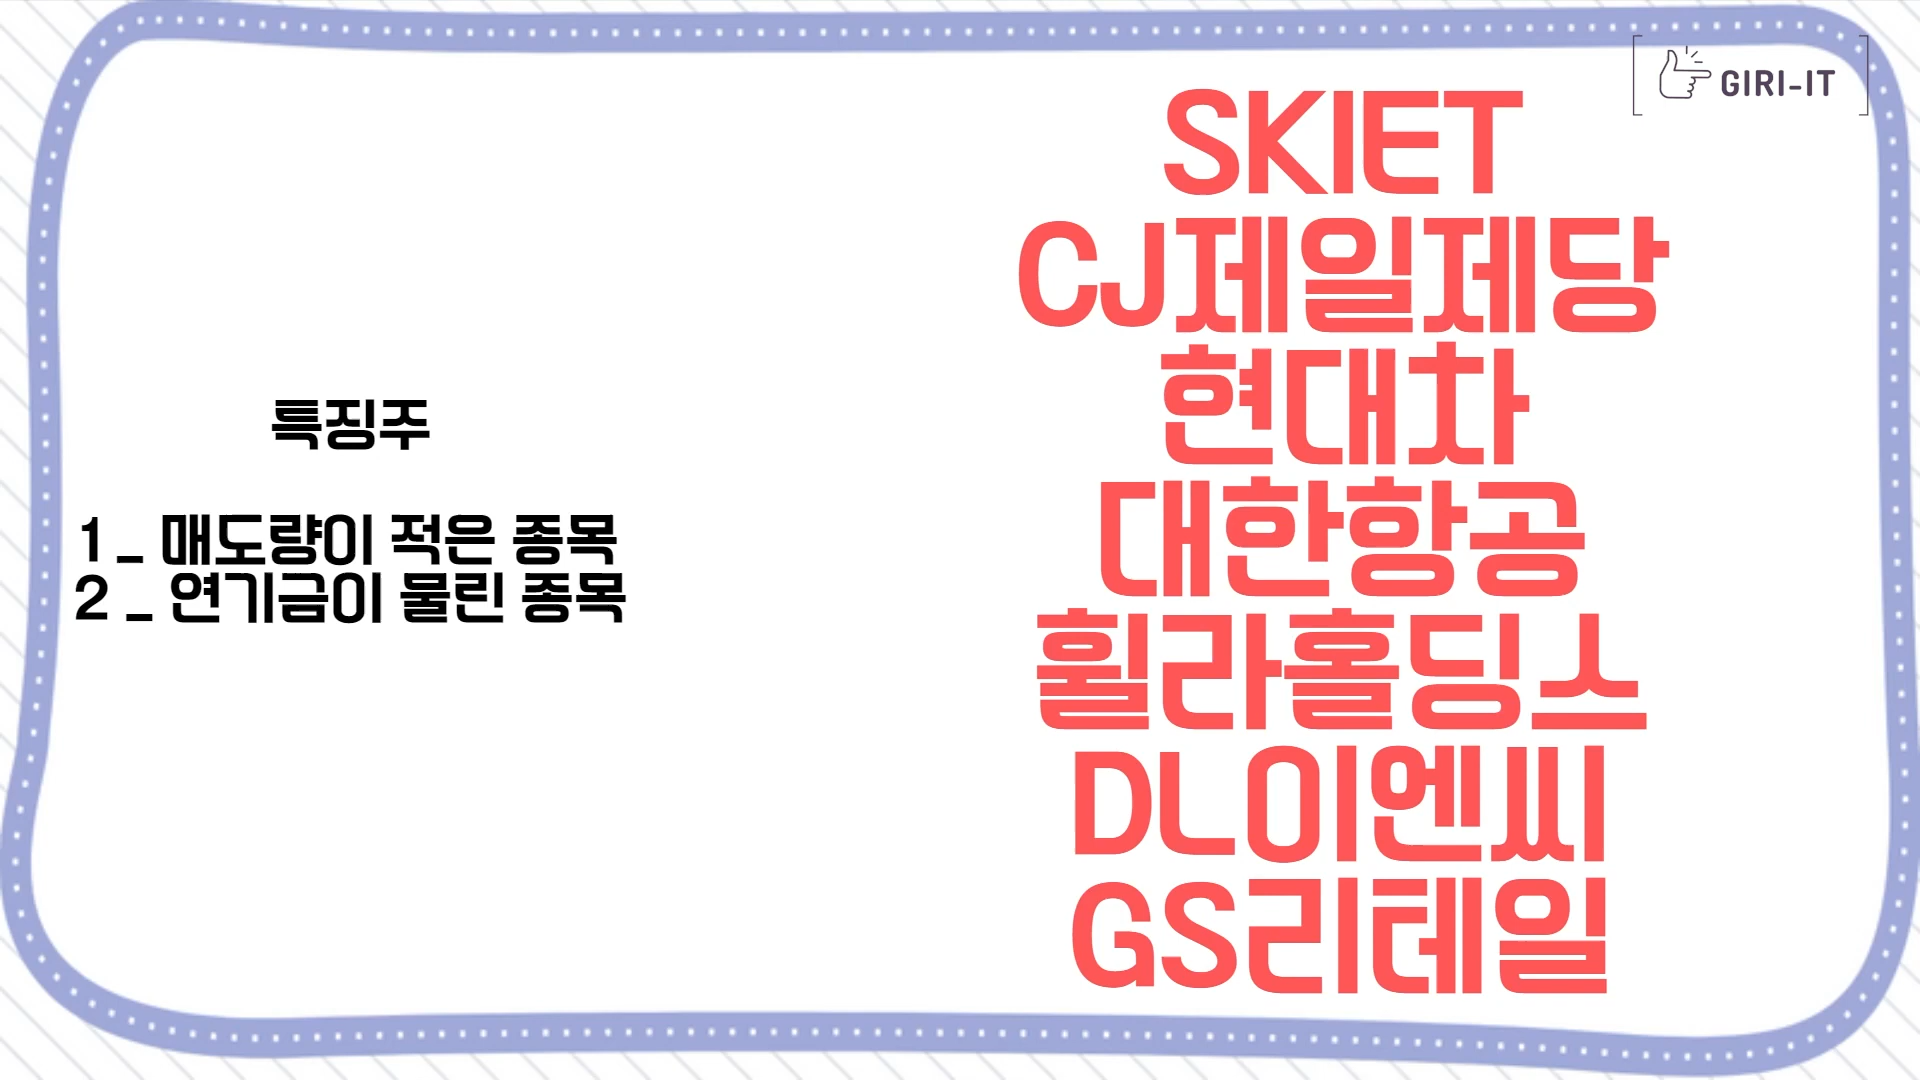 GIRI-IT
특징주
1_ 매도량이 적은 종목
2 _ 연기금이 물린 종목
SKIET
CJ제일제당
현대차
대한항공
휠라홀딩스
DL이엔씨
GS리테일